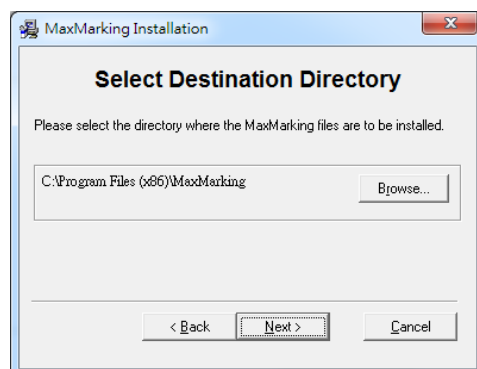 MaxMarking Installation
Select Destination Directory
Please select the directory where the MaxMarking files are to be installed.
C:\Program Files (x86)\MaxMarking
Browse...
< Back
Next >
Cancel